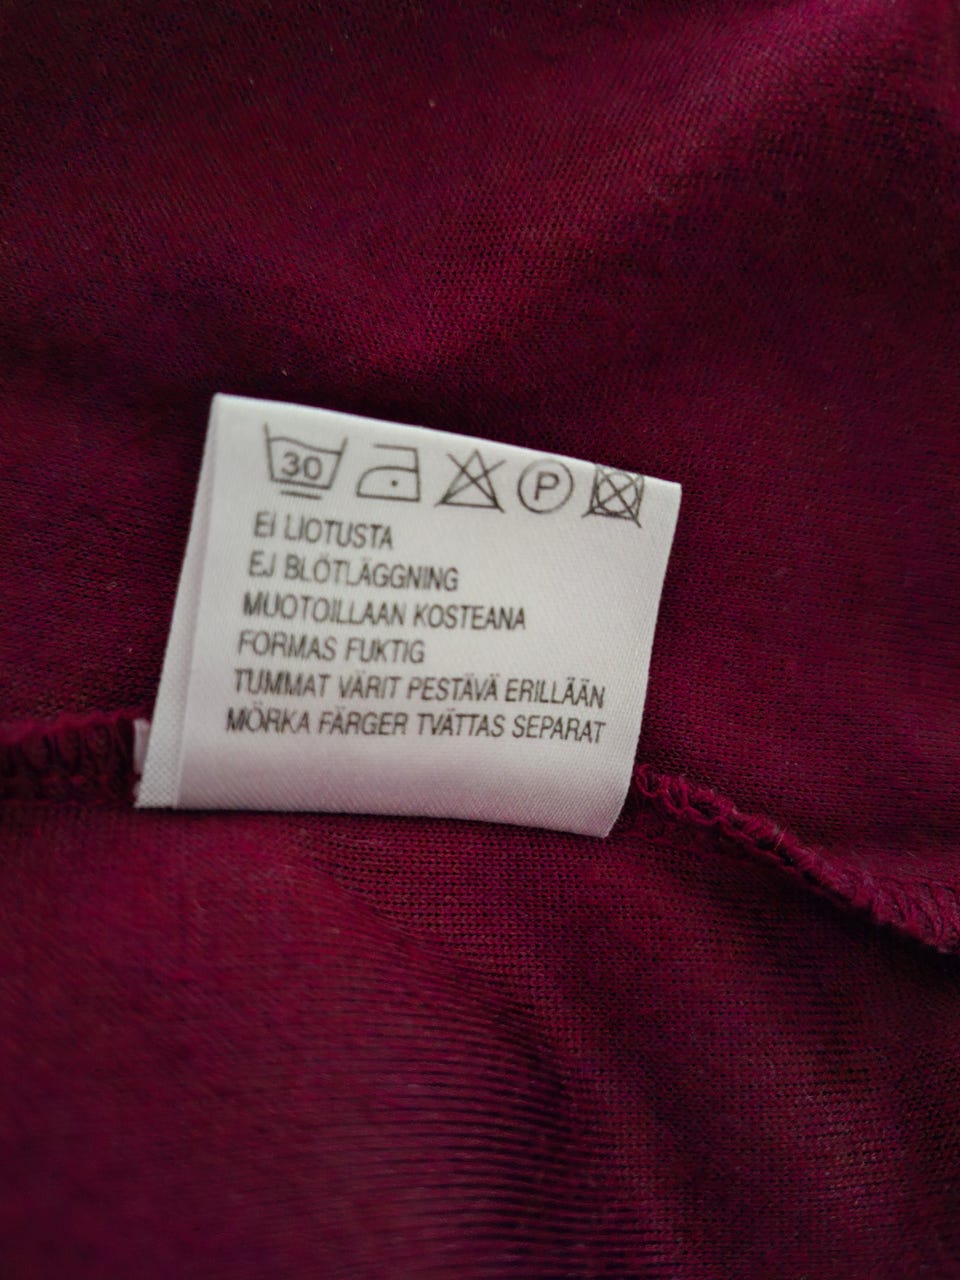 30 P
EI LIOTUSTA
EJ BLÖTLÄGGNING
MUOTOILLAAN KOSTEANA
FORMAS FUKTIG
TUMMAT VÄRIT PESTÄVÄ ERILLÄÄN
MÖRKA FÄRGER TVÄTTAS SEPARAT